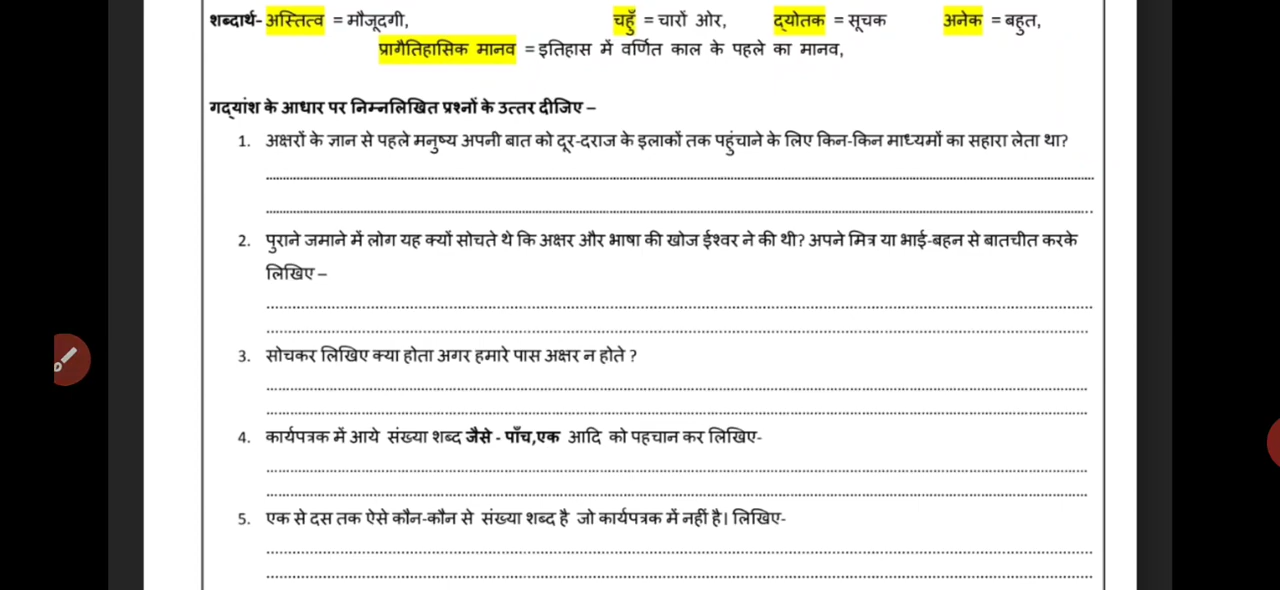 शब्दार्थ- अस्तित्व = मौजूदगी, चहुँ = चारों ओर, द्योतक = सूचक अनेक = बहुत,
प्रागैतिहासिक मानव = इतिहास में वर्णित काल के पहले का मानव,
गद्यांश के आधार पर निम्नलिखित प्रश्नों के उत्तर दीजिए –
1. अक्षरों के ज्ञान से पहले मनुष्य अपनी बात को दूर-दराज के इलाकों तक पहुंचाने के लिए किन-किन माध्यमों का सहारा लेता था?
2. पुराने जमाने में लोग यह क्यों सोचते थे कि अक्षर और भाषा की खोज ईश्वर ने की थी? अपने मित्र या भाई-बहन से बातचीत करके
लिखिए –
3. सोचकर लिखिए क्या होता अगर हमारे पास अक्षर न होते ?
4. कार्यपत्रक में आये संख्या शब्द जैसे - पाँच,एक आदि को पहचान कर लिखिए-
5. एक से दस तक ऐसे कौन-कौन से संख्या शब्द है जो कार्यपत्रक में नहीं है। लिखिए-